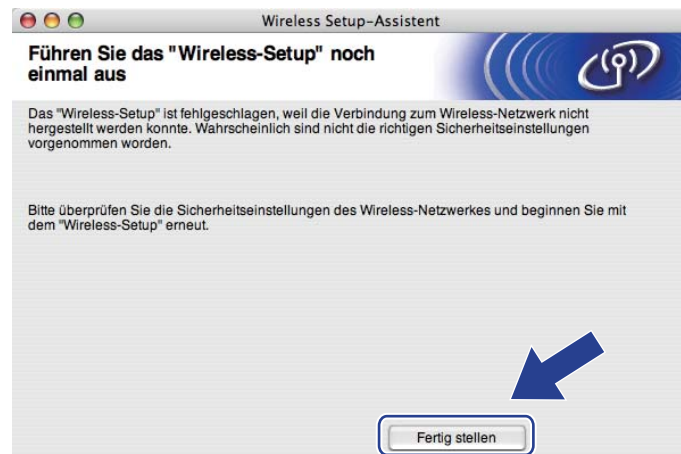 Wireless Setup-Assistent
Führen Sie das "Wireless-Setup" noch
einmal aus
Das "Wireless-Setup" ist fehlgeschlagen, weil die Verbindung zum Wireless-Netzwerk nicht
hergestellt werden konnte. Wahrscheinlich sind nicht die richtigen Sicherheitseinstellungen
vorgenommen worden.
Bitte überprüfen Sie die Sicherheitseinstellungen des Wireless-Netzwerkes und beginnen Sie mit
dem "Wireless-Setup" erneut.
Fertig stellen